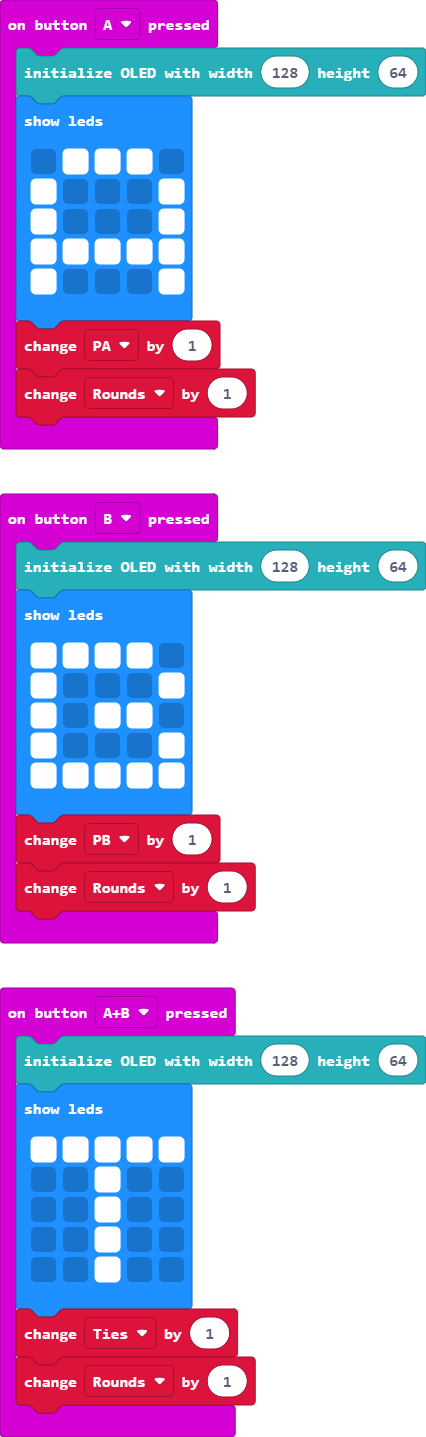 on button A pressed
initialize OLED with width 128 height 64
show leds
change PA by 1
change Rounds by 1
on button B pressed
initialize OLED with width 128 height 64
show leds
change PB by 1
change Rounds by 1
on button A+B pressed
initialize OLED with width 128 height 64
show leds
change Ties by 1
change Rounds by 1